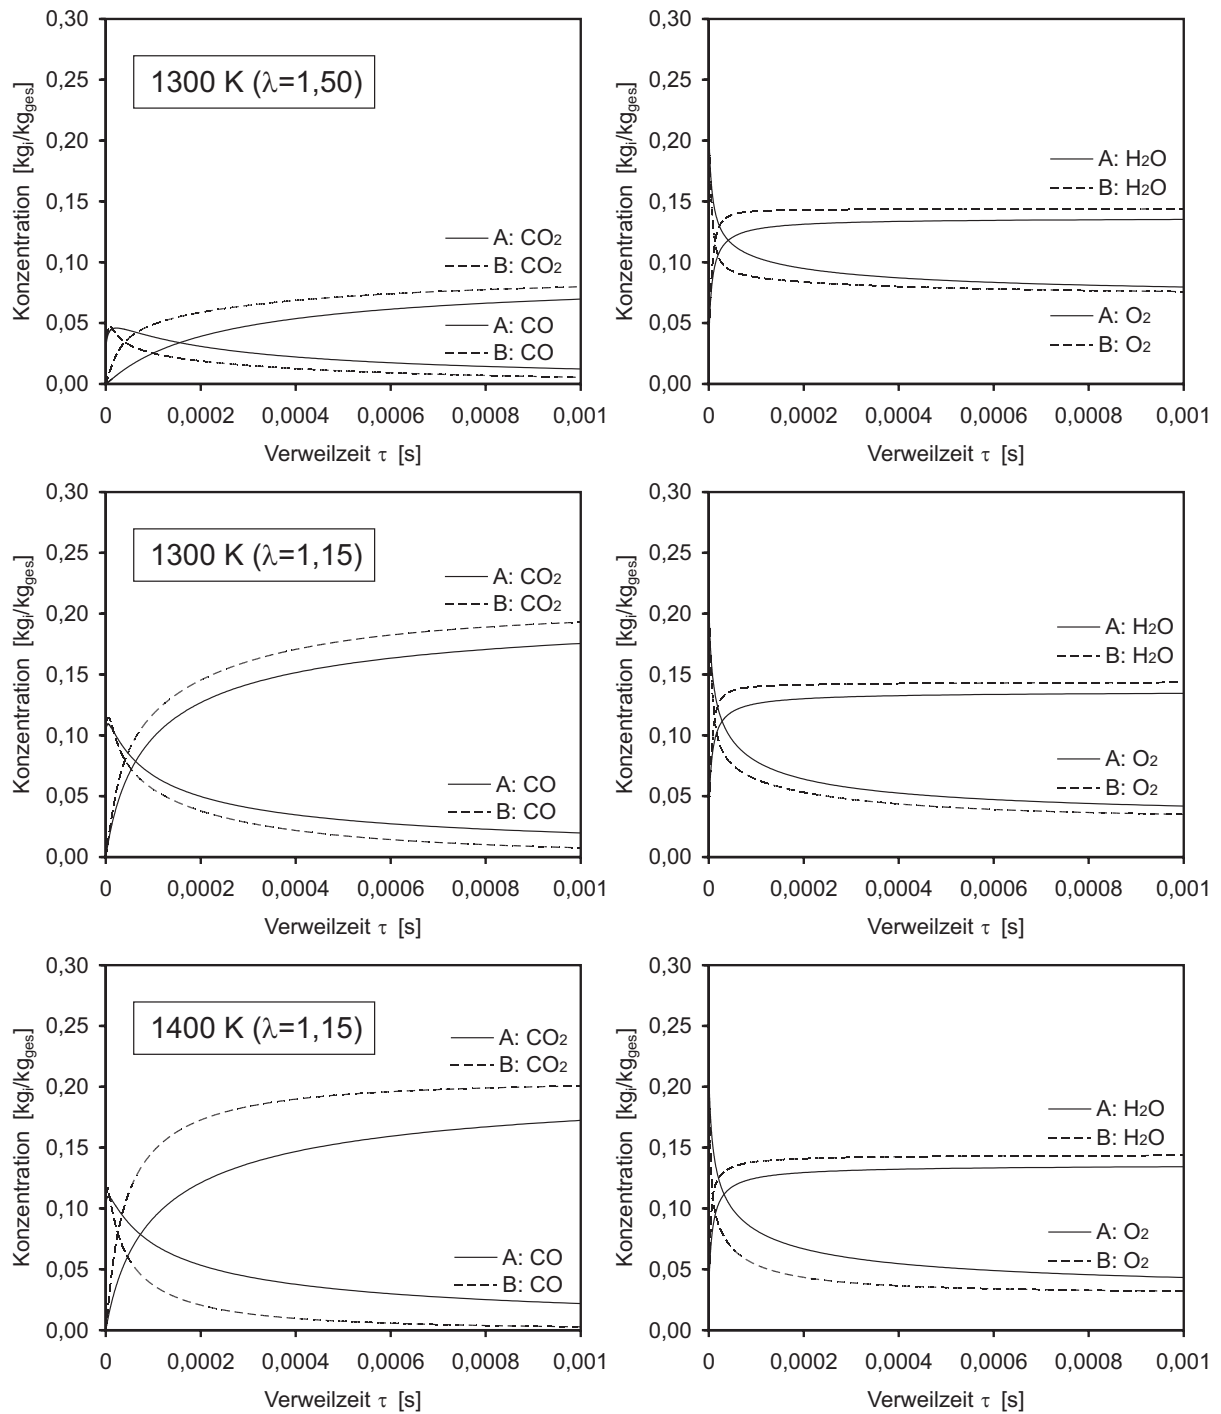 0,30
0,25
0,20
0,15
0,10
0,05
0,00
Konzentration [kgi/kgges]
1300 K (λ=1,50)
A: CO2
B: CO2
A: CO
B: CO
0 0,0002 0,0004 0,0006 0,0008 0,001
Verweilzeit τ [s]
0,30
0,25
0,20
0,15
0,10
0,05
0,00
Konzentration [kgi/kgges]
A: H2O
B: H2O
A: O2
B: O2
0 0,0002 0,0004 0,0006 0,0008 0,001
Verweilzeit τ [s]
0,30
0,25
0,20
0,15
0,10
0,05
0,00
Konzentration [kgi/kgges]
1300 K (λ=1,15)
A: CO2
B: CO2
A: CO
B: CO
0 0,0002 0,0004 0,0006 0,0008 0,001
Verweilzeit τ [s]
0,30
0,25
0,20
0,15
0,10
0,05
0,00
Konzentration [kgi/kgges]
A: H2O
B: H2O
A: O2
B: O2
0 0,0002 0,0004 0,0006 0,0008 0,001
Verweilzeit τ [s]
0,30
0,25
0,20
0,15
0,10
0,05
0,00
Konzentration [kgi/kgges]
1400 K (λ=1,15)
A: CO2
B: CO2
A: CO
B: CO
0 0,0002 0,0004 0,0006 0,0008 0,001
Verweilzeit τ [s]
0,30
0,25
0,20
0,15
0,10
0,05
0,00
Konzentration [kgi/kgges]
A: H2O
B: H2O
A: O2
B: O2
0 0,0002 0,0004 0,0006 0,0008 0,001
Verweilzeit τ [s]